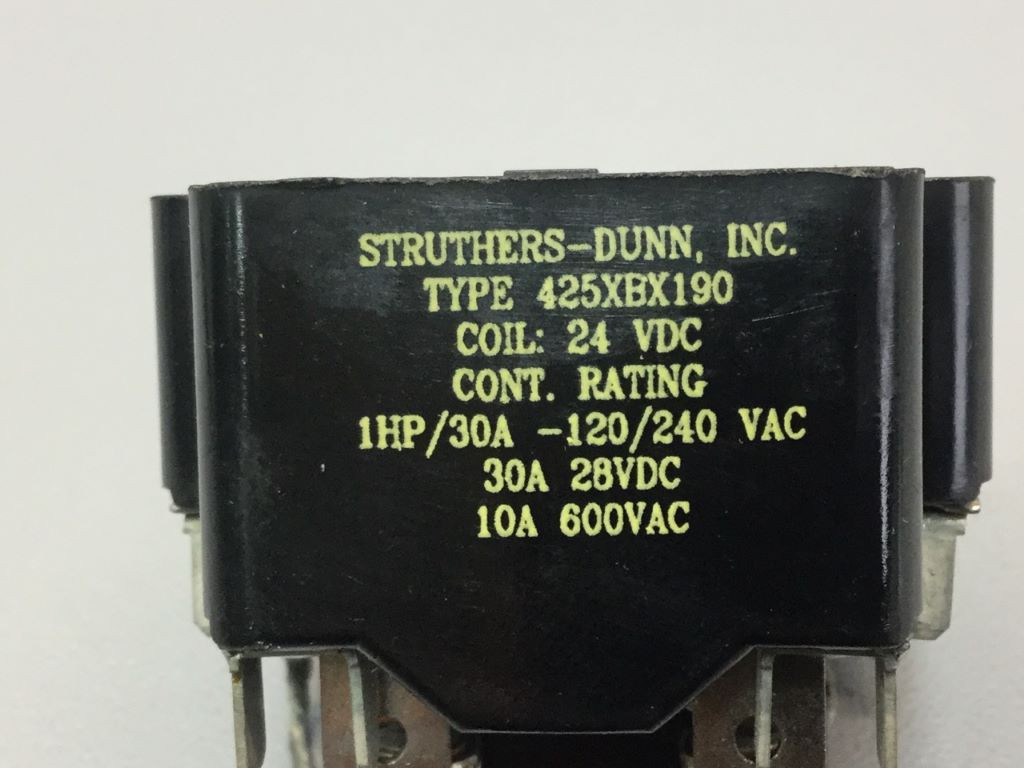 STRUTHERS-DUNN, INC.
TYPE 425XBX190
COIL: 24 VDC
CONT. RATING
1HP/30A -120/240 VAC
30A 28VDC
10A 600VAC